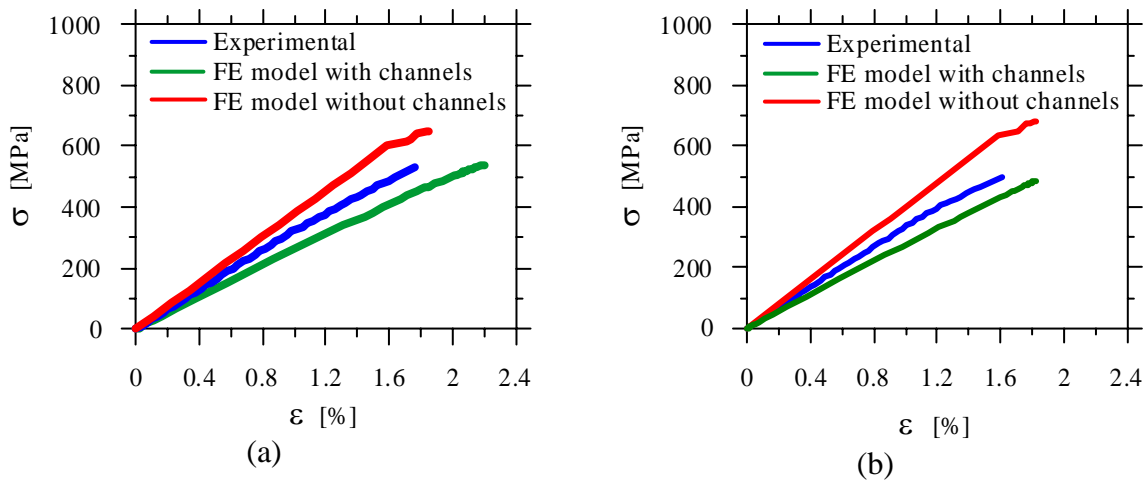 1000
800
600
400
200
0
σ [MPa]
Experimental
FE model with channels
FE model without channels
0 0.4 0.8 1.2 1.6 2 2.4
ε [%]
(a)
1000
800
600
400
200
0
σ [MPa]
Experimental
FE model with channels
FE model without channels
0 0.4 0.8 1.2 1.6 2 2.4
ε [%]
(b)